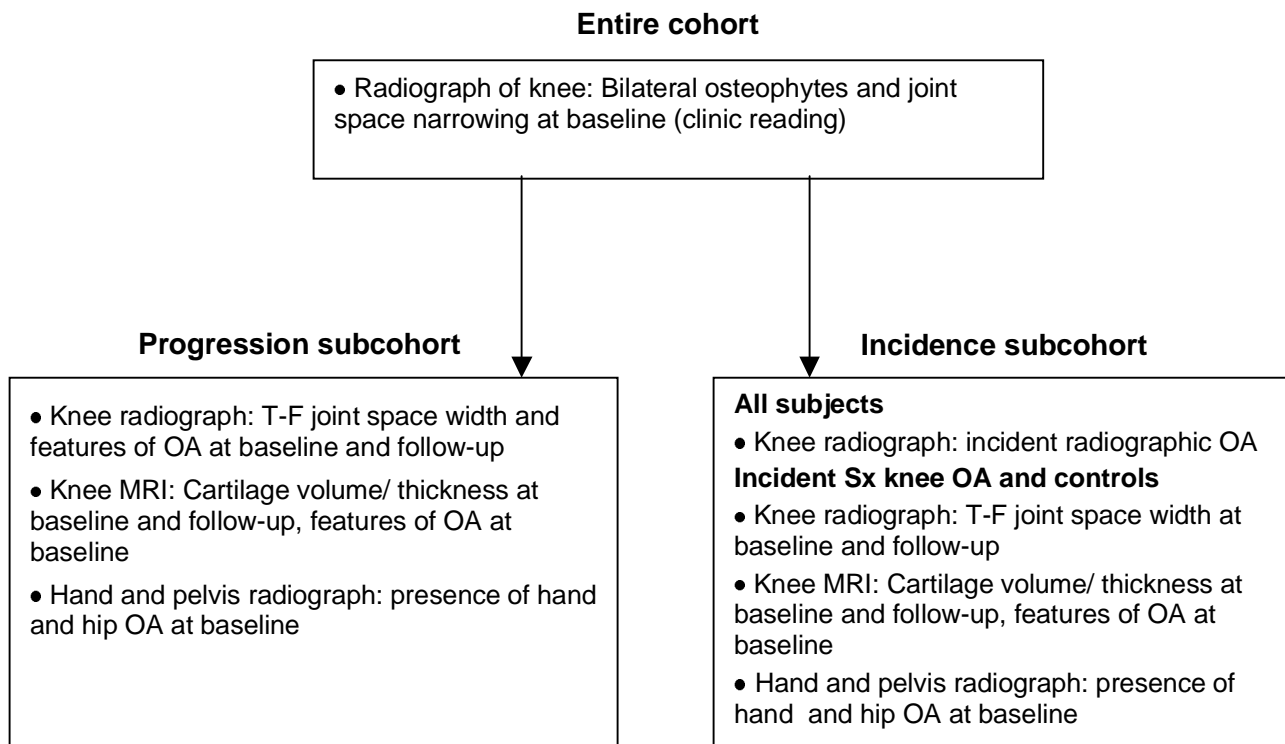 Entire cohort
● Radiograph of knee: Bilateral osteophytes and joint
space narrowing at baseline (clinic reading)
Progression subcohort
● Knee radiograph: T-F joint space width and
features of OA at baseline and follow-up
● Knee MRI: Cartilage volume/ thickness at
baseline and follow-up, features of OA at
baseline
● Hand and pelvis radiograph: presence of hand
and hip OA at baseline
Incidence subcohort
All subjects
● Knee radiograph: incident radiographic OA
Incident Sx knee OA and controls
● Knee radiograph: T-F joint space width at
baseline and follow-up
● Knee MRI: Cartilage volume/ thickness at
baseline and follow-up, features of OA at
baseline
● Hand and pelvis radiograph: presence of
hand and hip OA at baseline